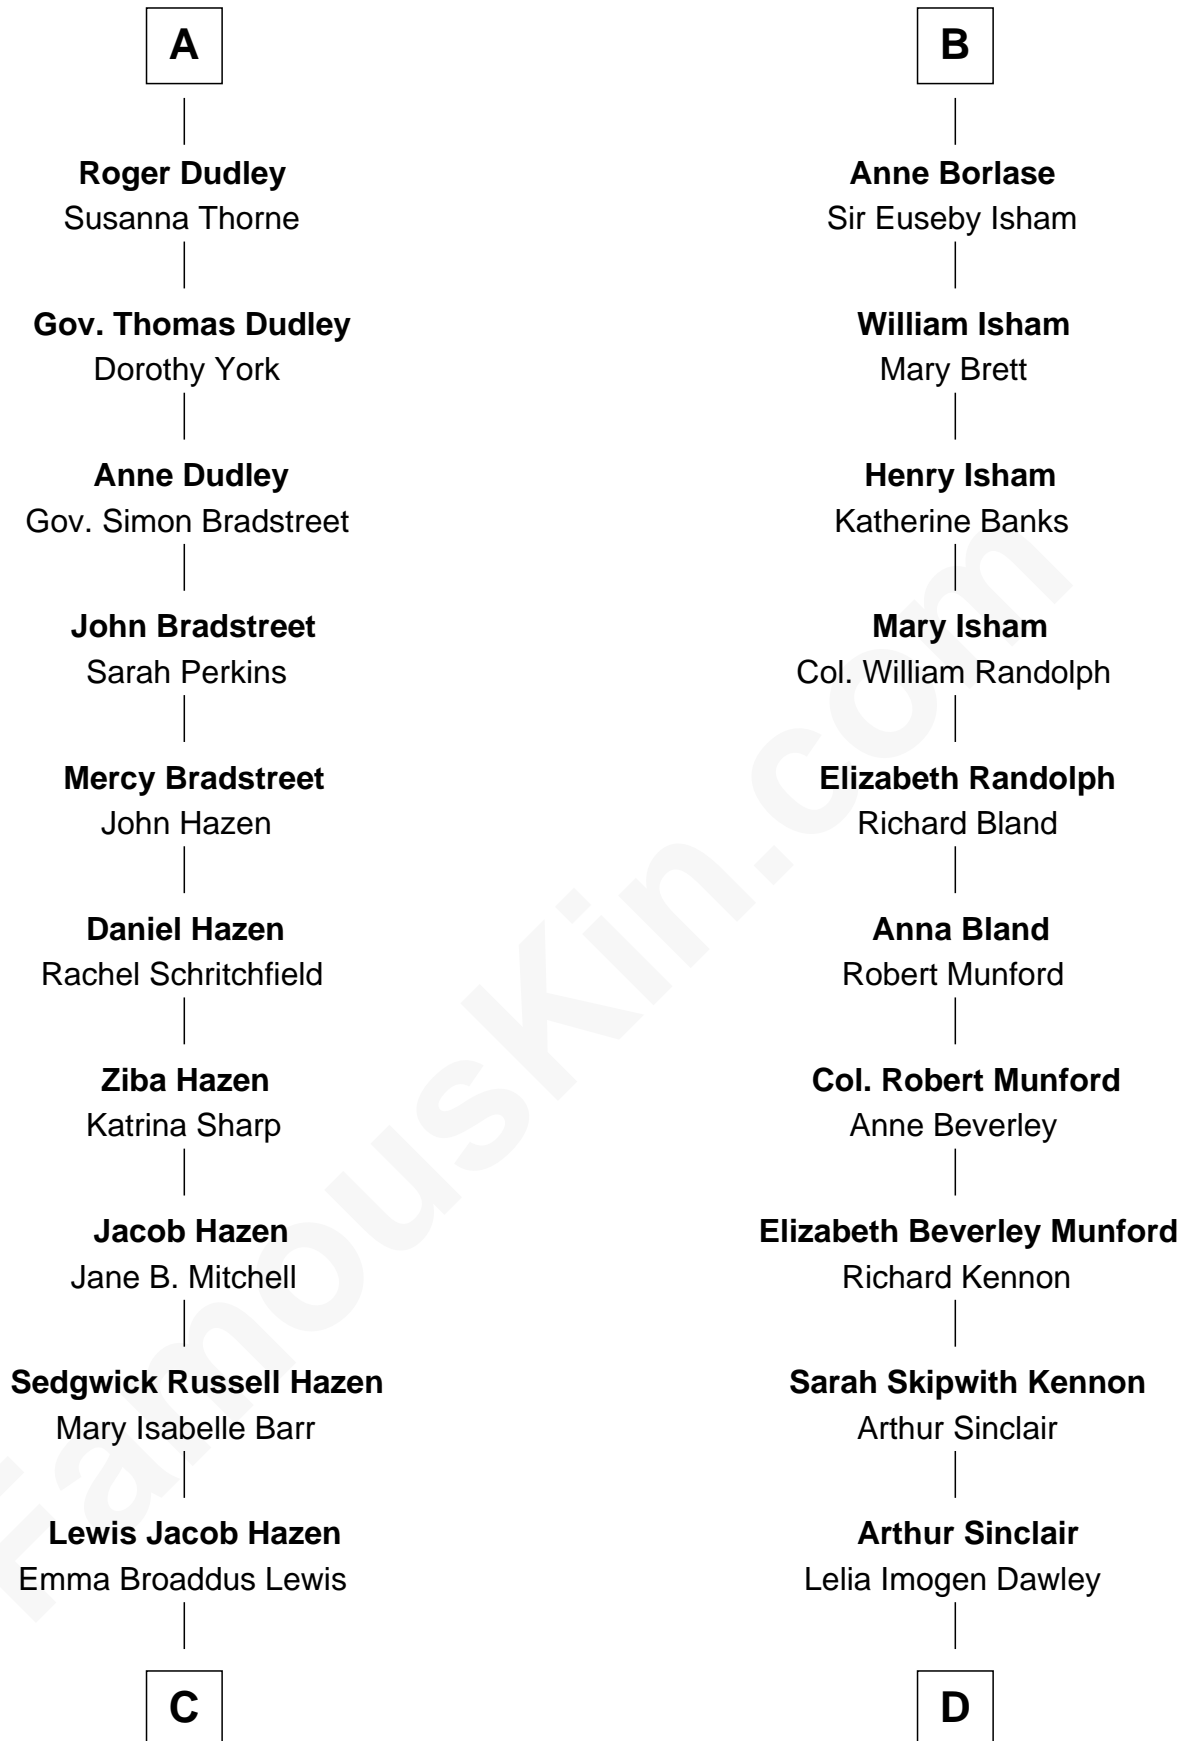 A
Roger Dudley
Susanna Thorne
Gov. Thomas Dudley
Dorothy York
Anne Dudley
Gov. Simon Bradstreet
John Bradstreet
Sarah Perkins
Mercy Bradstreet
John Hazen
Daniel Hazen
Rachel Schritchfield
Ziba Hazen
Katrina Sharp
Jacob Hazen
Jane B. Mitchell
Sedgwick Russell Hazen
Mary Isabelle Barr
Lewis Jacob Hazen
Emma Broaddus Lewis
C
B
Anne Borlase
Sir Euseby Isham
William Isham
Mary Brett
Henry Isham
Katherine Banks
Mary Isham
Col. William Randolph
Elizabeth Randolph
Richard Bland
Anna Bland
Robert Munford
Col. Robert Munford
Anne Beverley
Elizabeth Beverley Munford
Richard Kennon
Sarah Skipwith Kennon
Arthur Sinclair
Arthur Sinclair
Lelia Imogen Dawley
D
FamousKin.com